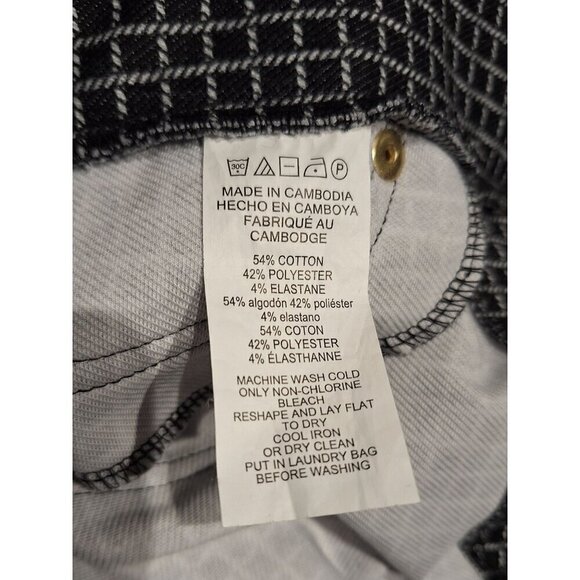 30C P
MADE IN CAMBODIA
HECHO EN CAMBOYA
FABRIQUÉ AU
CAMBODGE
54% COTTON
42% POLYESTER
4% ELASTANE
54% algodón 42% poliéster
4% elastano
54% COTON
42% POLYESTER
4% ÉLASTHANNE
MACHINE WASH COLD
ONLY NON-CHLORINE
BLEACH
RESHAPE AND LAY FLAT
TO DRY
COOL IRON
OR DRY CLEAN
PUT IN LAUNDRY BAG
BEFORE WASHING